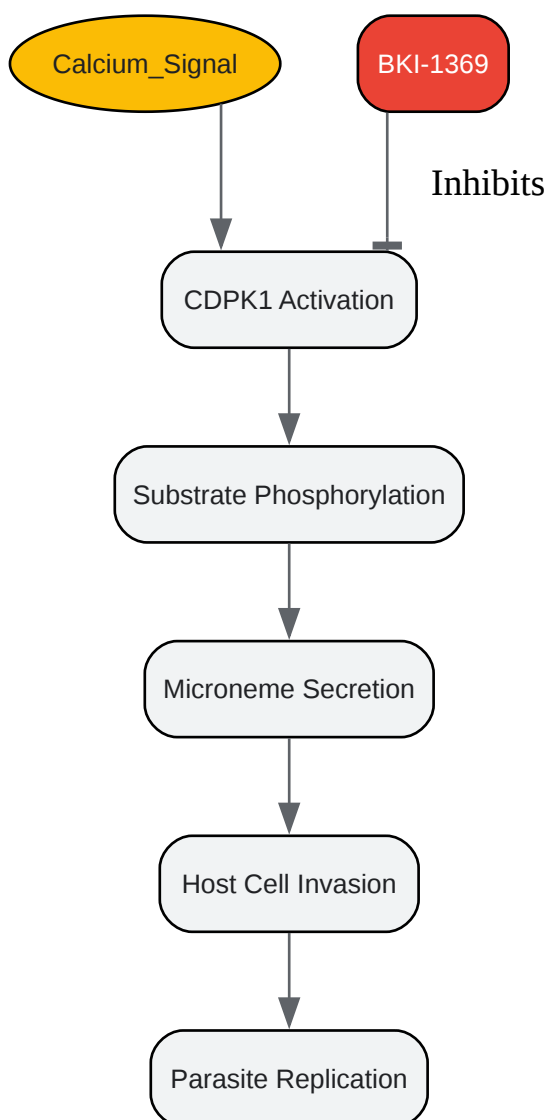 Calcium_Signal
BKI-1369
Inhibits
CDPK1 Activation
Substrate Phosphorylation
Microneme Secretion
Host Cell Invasion
Parasite Replication